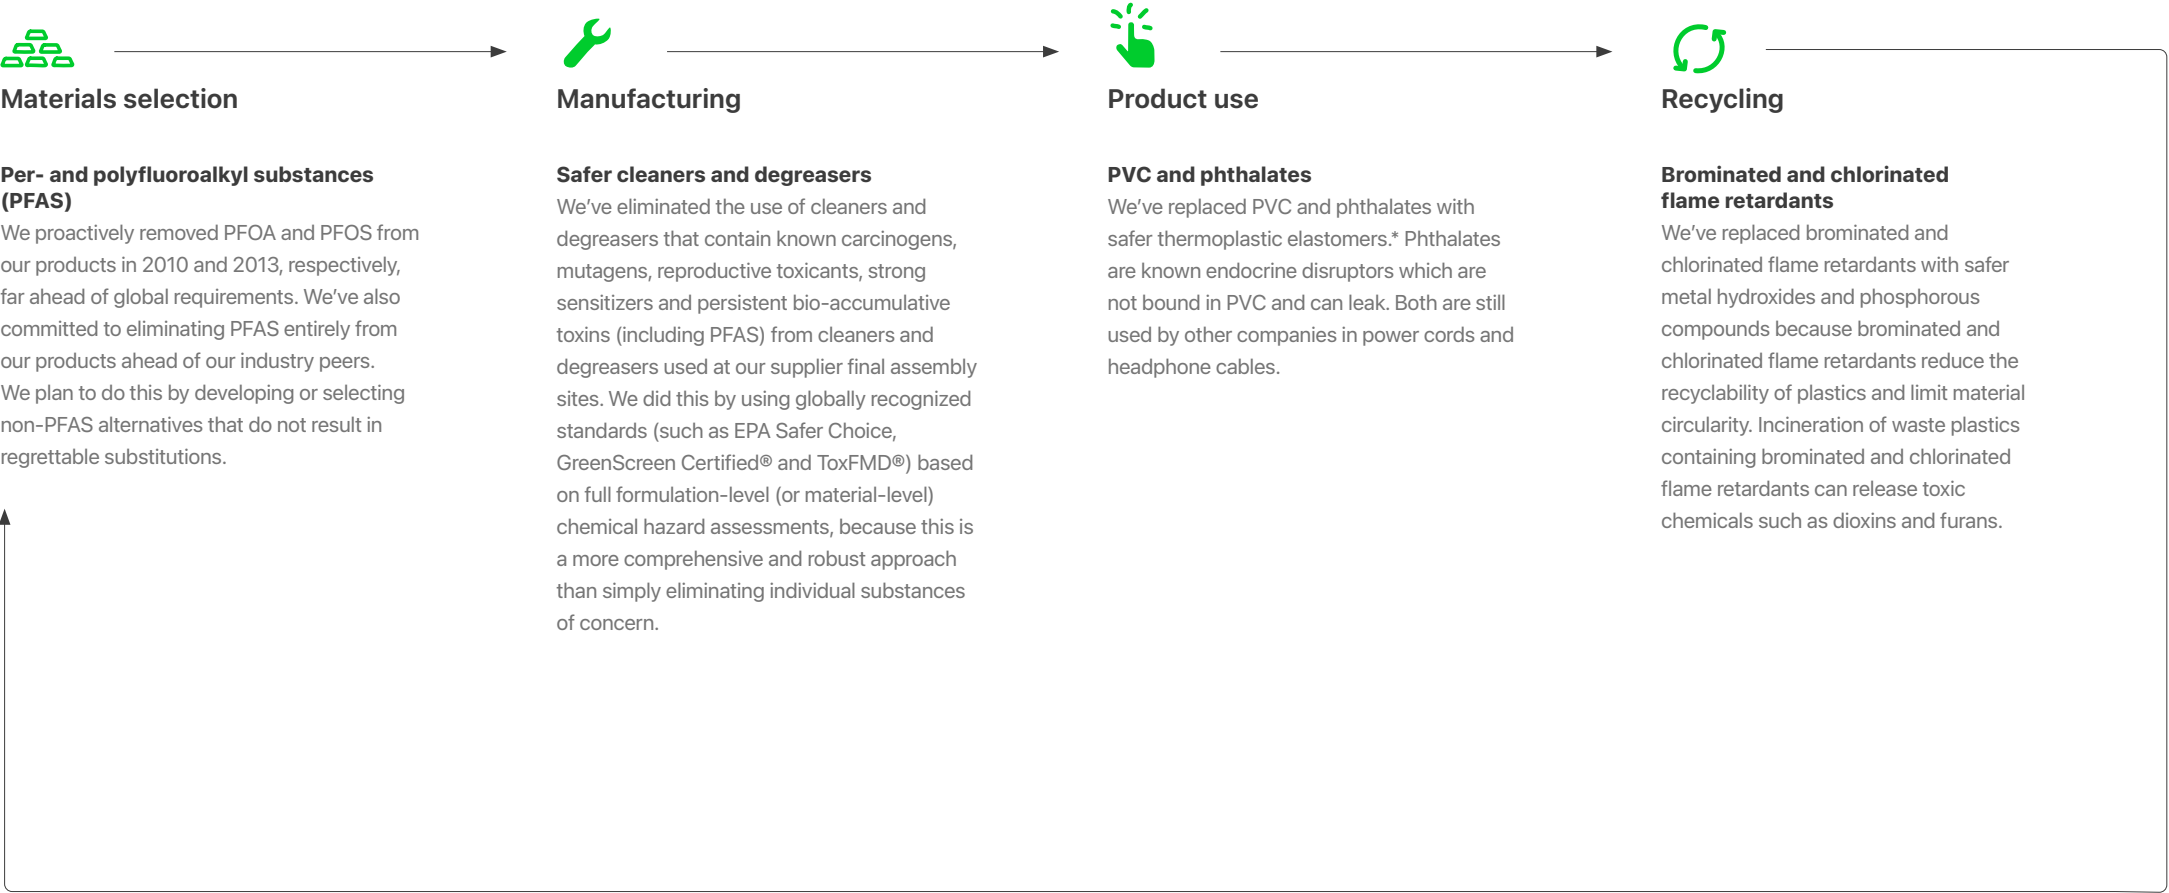 Materials selection
Per- and polyfluoroalkyl substances
(PFAS)
We proactively removed PFOA and PFOS from
our products in 2010 and 2013, respectively,
far ahead of global requirements. We've also
committed to eliminating PFAS entirely from
our products ahead of our industry peers.
We plan to do this by developing or selecting
non-PFAS alternatives that do not result in
regrettable substitutions.
Manufacturing
Safer cleaners and degreasers
We've eliminated the use of cleaners and
degreasers that contain known carcinogens,
mutagens, reproductive toxicants, strong
sensitizers and persistent bio-accumulative
toxins (including PFAS) from cleaners and
degreasers used at our supplier final assembly
sites. We did this by using globally recognized
standards (such as EPA Safer Choice,
GreenScreen Certified® and ToxFMD®) based
on full formulation-level (or material-level)
chemical hazard assessments, because this is
a more comprehensive and robust approach
than simply eliminating individual substances
of concern.
Product use
PVC and phthalates
We've replaced PVC and phthalates with
safer thermoplastic elastomers.* Phthalates
are known endocrine disruptors which are
not bound in PVC and can leak. Both are still
used by other companies in power cords and
headphone cables.
Recycling
Brominated and chlorinated
flame retardants
We've replaced brominated and
chlorinated flame retardants with safer
metal hydroxides and phosphorous
compounds because brominated and
chlorinated flame retardants reduce the
recyclability of plastics and limit material
circularity. Incineration of waste plastics
containing brominated and chlorinated
flame retardants can release toxic
chemicals such as dioxins and furans.